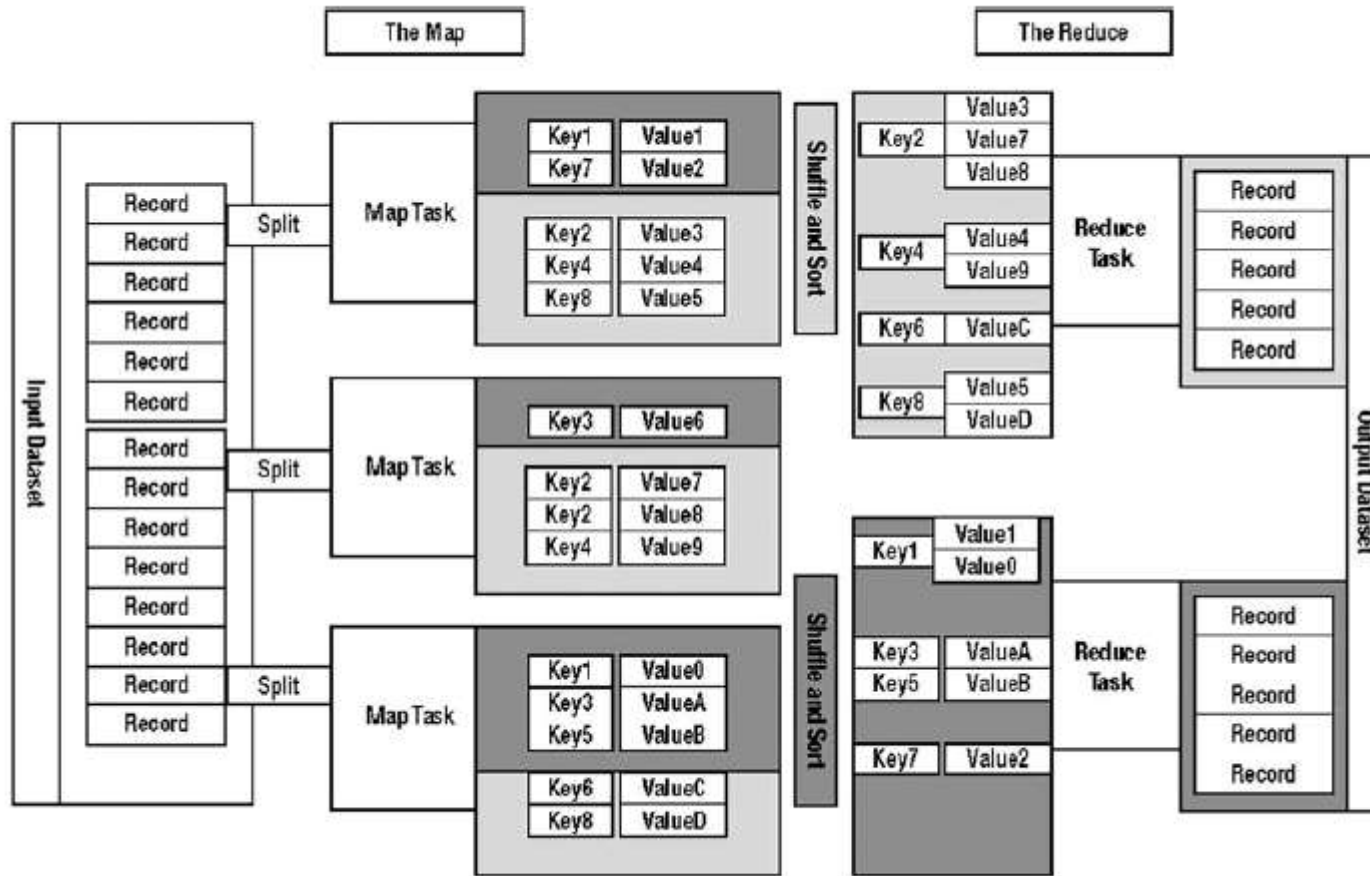 The Map
The Reduce
Input Dataset
Record
Record
Record
Record
Record
Record
Record
Record
Record
Record
Record
Record
Record
Record
Split
Split
Split
Map Task
Key1 Value1
Key7 Value2
Key2 Value3
Key4 Value4
Key8 Value5
Map Task
Key3 Value6
Key2 Value7
Key2 Value8
Key4 Value9
Map Task
Key1 Value0
Key3 ValueA
Key5 ValueB
Key6 ValueC
Key8 ValueD
Shuffle and Sort
Shuffle and Sort
Key2
Value3
Value7
Value8
Key4
Value4
Value9
Key6 ValueC
Key8
Value5
ValueD
Reduce
Task
Record
Record
Record
Record
Record
Key1
Value1
Value0
Key3 ValueA
Key5 ValueB
Key7 Value2
Reduce
Task
Record
Record
Record
Record
Record
Output Dataset